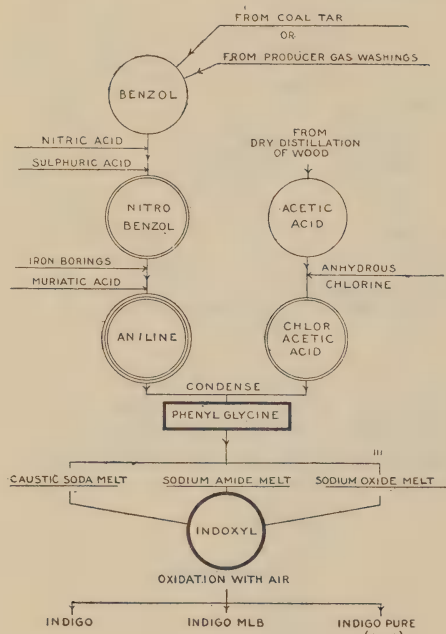 FROM COAL TAR
OR
FROM PRODUCER GAS WASHINGS
BENZOL
NITRIC ACID
SULPHURIC ACID
FROM
DRY DISTILLATION
OF WOOD
NITRO
BENZOL
ACETIC
ACID
IRON BORINGS
MURIATIC ACID
ANHYDROUS
CHLORINE
ANILINE
CHLOR
ACETIC
ACID
CONDENSE
PHENYL GLYCINE
III
CAUSTIC SODA MELT
SODIUM AMIDE MELT
SODIUM OXIDE MELT
INDOXYL
OXIDATION WITH AIR
INDIGO
INDIGO MLB
INDIGO PURE